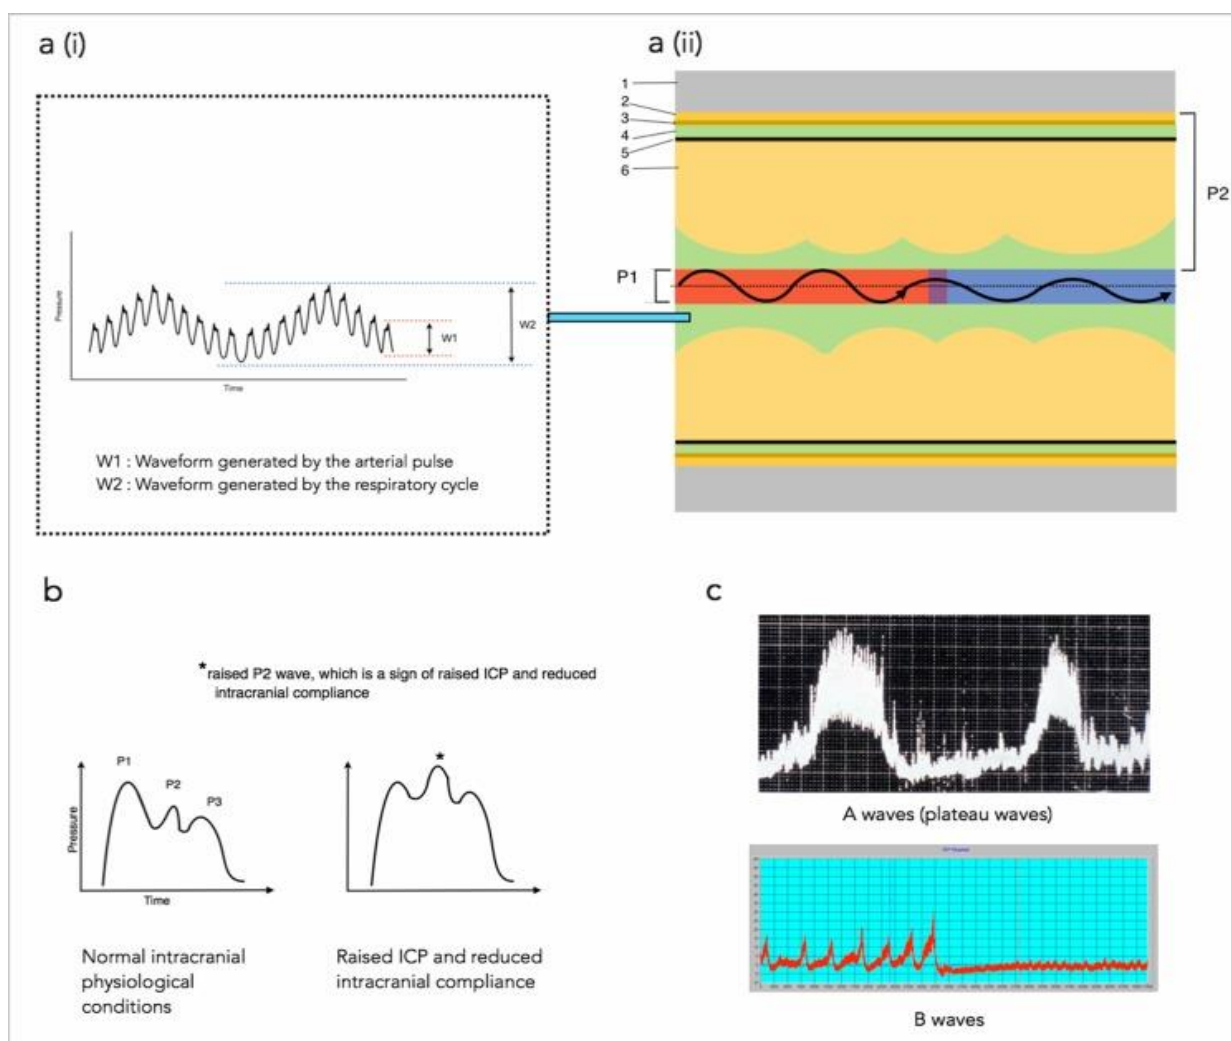 a (i)
Pressure
Time
W1
W2
W1 : Waveform generated by the arterial pulse
W2 : Waveform generated by the respiratory cycle
a (ii)
1
2
3
4
5
6
P1
P2
b
*raised P2 wave, which is a sign of raised ICP and reduced
intracranial compliance
Pressure
P1
P2
P3
Time
*
Normal intracranial
physiological
conditions
Raised ICP and reduced
intracranial compliance
c
A waves (plateau waves)
B waves